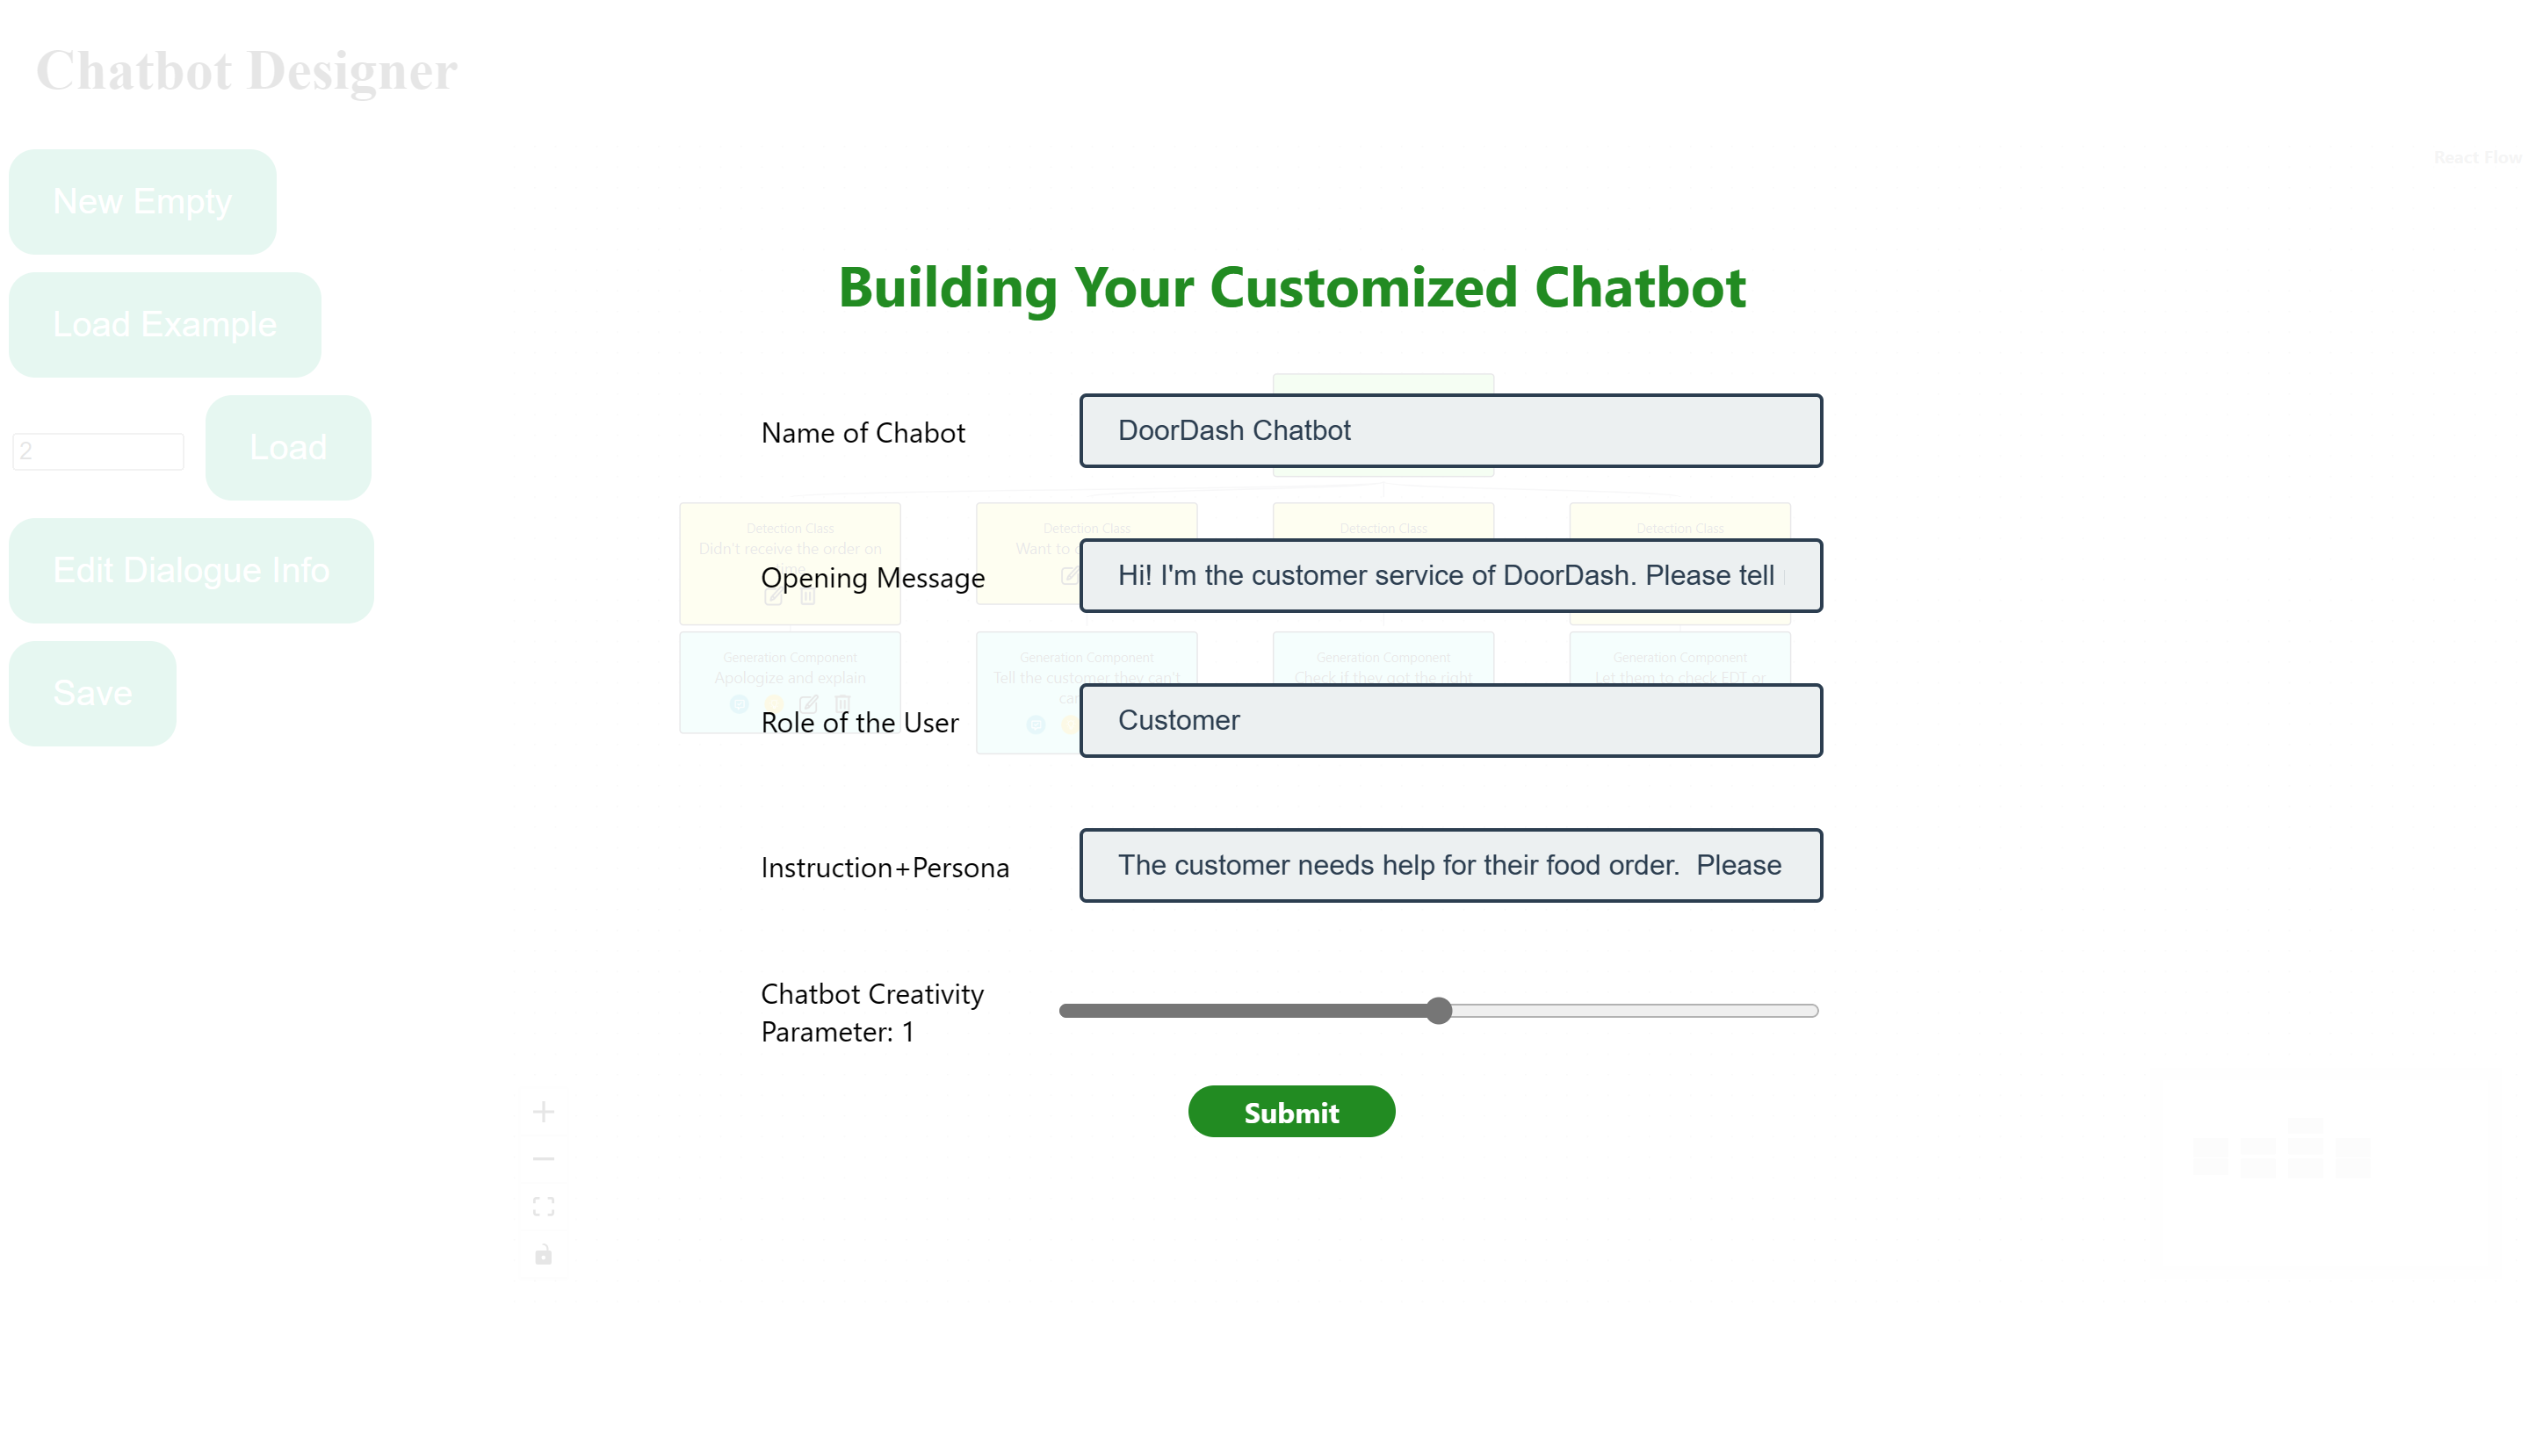 Chatbot Designer
New Empty
Load Example
2
Load
Edit Dialogue Info
Save
React Flow
Building Your Customized Chatbot
Name of Chabot
DoorDash Chatbot
Detection Class
Didn't receive the order on
Detection Class
Want to
Detection Class
Detection Class
Opening Message
Hi! I'm the customer service of DoorDash. Please tell
Generation Component
Apologize and explain
Generation Component
Tell the customer they can't
Generation Component
Check if they got the right
Generation Component
Let them to check EDT or
Role of the User
Customer
Instruction+Persona
The customer needs help for their food order.  Please
Chatbot Creativity
Parameter: 1
Submit